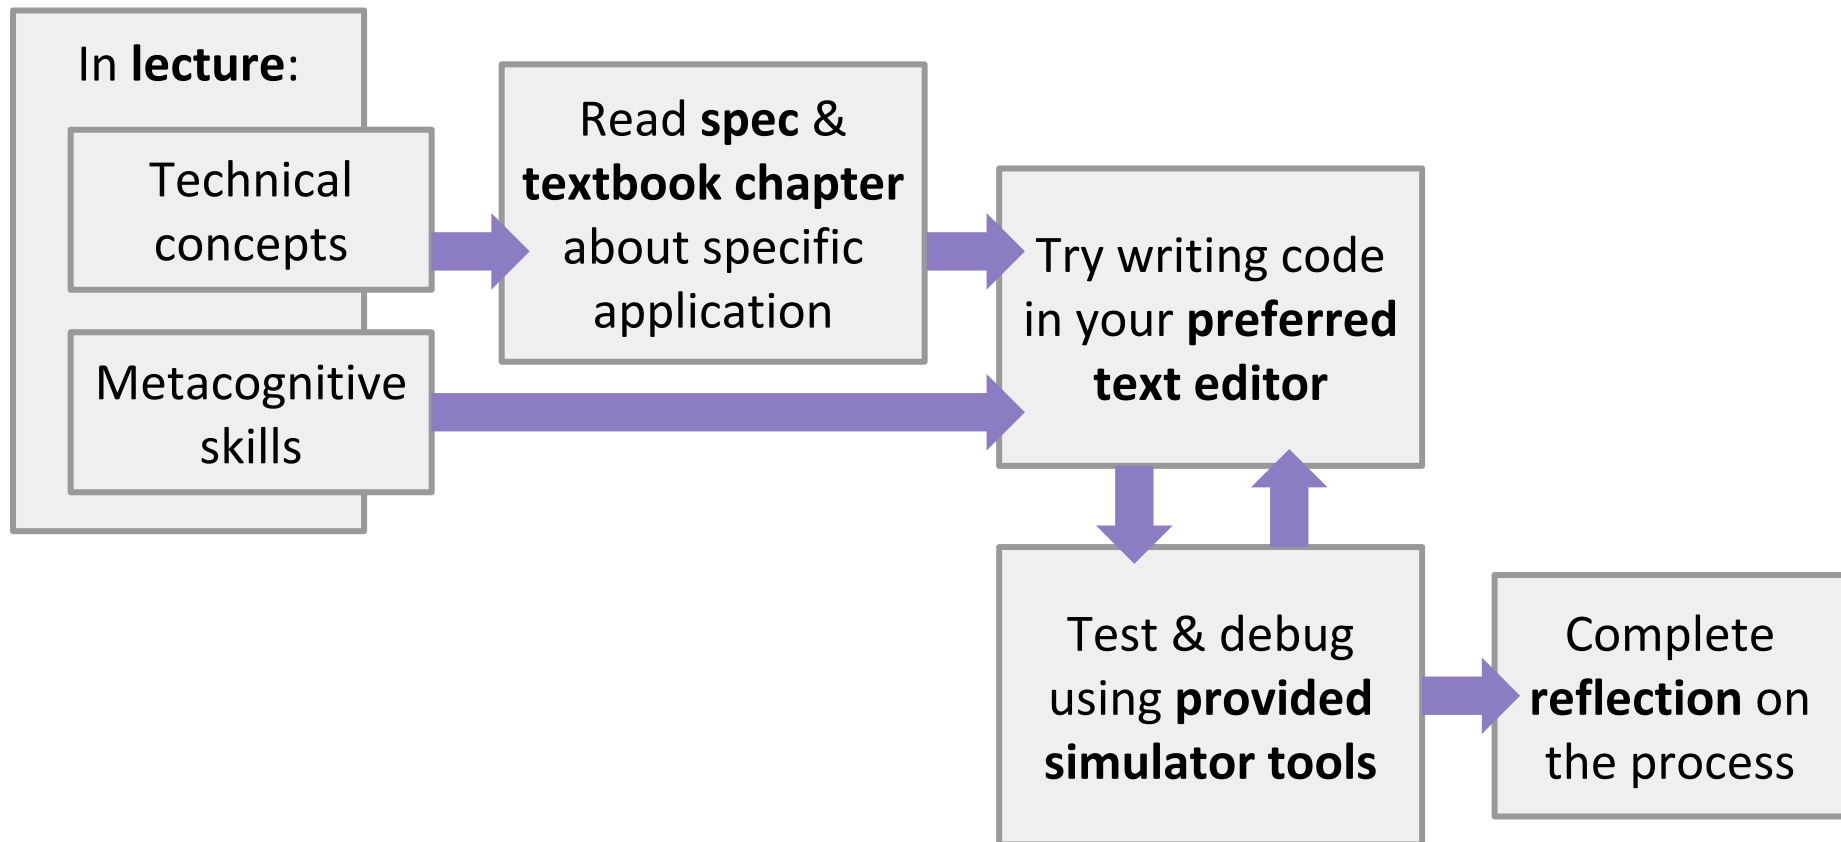 In lecture:
Technical
concepts
Metacognitive
skills
Read spec &
textbook chapter
about specific
application
Try writing code
in your preferred
text editor
Test & debug
using provided
simulator tools
Complete
reflection on
the process